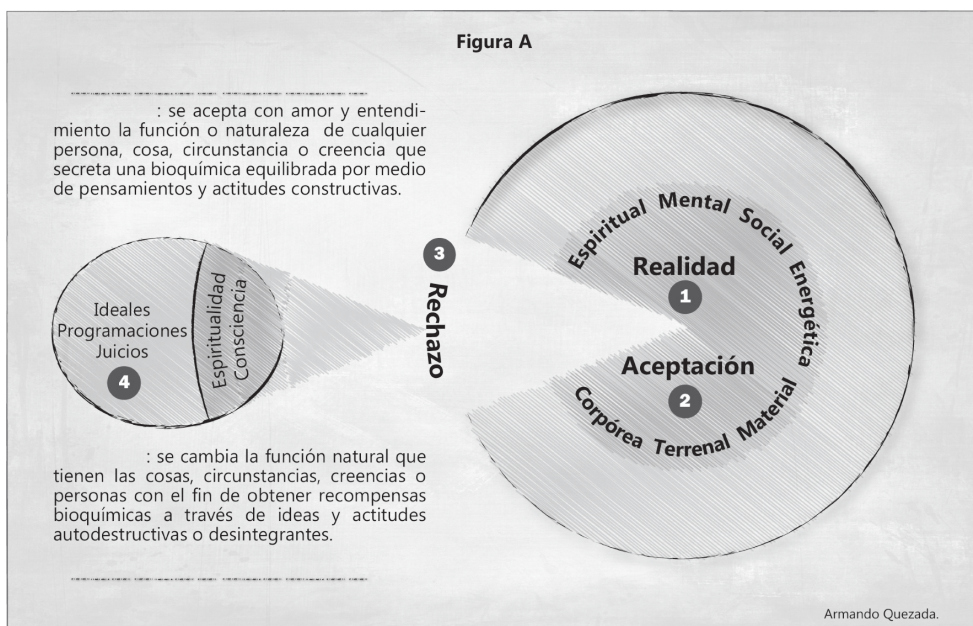 Figura A
: se acepta con amor y entendi-
miento la función o naturaleza de cualquier
persona, cosa, circunstancia o creencia que
secreta una bioquímica equilibrada por medio
de pensamientos y actitudes constructivas.
Ideales
Programaciones
Juicios
4
Espiritualidad
Consciencia
3
Rechazo
Espiritual Mental Social Energética
Realidad
1
Aceptación
2
Corpórea Terrenal Material
: se cambia la función natural que
tienen las cosas, circunstancias, creencias o
personas con el fin de obtener recompensas
bioquímicas a través de ideas y actitudes
autodestructivas o desintegrantes.
Armando Quezada.